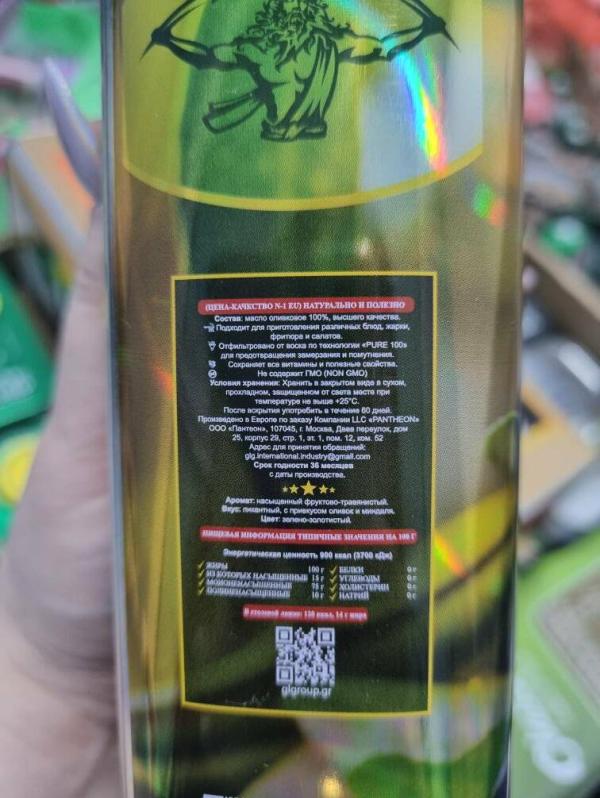 (ЦЕНА-КАЧЕСТВО N-1 EU) НАТУРАЛЬНО И ПОЛЕЗНО
Состав: масло оливковое 100%, высшего качества.
Подходит для приготовления различных блюд, жарки,
фритюра и салатов.
Отфильтровано от воска по технологии «PURE 100»
для предотвращения замерзания и помутнения.
Сохраняет все витамины и полезные свойства.
Не содержит ГМО (NON GMO)
Условия хранения: Хранить в закрытом виде в сухом,
прохладным, защищенном от света месте при
температуре не выше +25°C.
После вскрытия употребить в течение 60 дней.
Произведено в Европе по заказу Компании LLC «PANTHEON»
ООО «Пантеон», 107045, г. Москва, Даев переулок, дом
25, корпус 29, стр. 1, эт. 1, пом. 12, ком. 52
Адрес для принятия обращений:
glg.international.industry@gmail.com
Срок годности 36 месяцев
с даты производства.
Аромат: насыщенный фруктово-травянистый.
Вкус: пикантный, с привкусом оливок и миндаля.
Цвет: зелено-золотистый.
ПИЩЕВАЯ ИНФОРМАЦИЯ ТИПИЧНЫЕ ЗНАЧЕНИЯ НА 100 Г
Энергетическая ценность 900 ккал (3700 кДж)
ЖИРЫ 100 г БЕЛКИ 0 г
ИЗ КОТОРЫХ НАСЫЩЕННЫЕ 15 г УГЛЕВОДЫ 0 г
МОНОНЕНАСЫЩЕННЫЕ 75 г ХОЛИСТЕРИН 0 г
ПОЛИНЕНАСЫЩЕННЫЕ 10 г НАТРИЙ 0 г
В столовой ложке: 120 ккал, 14 г жира
glgroup.gr